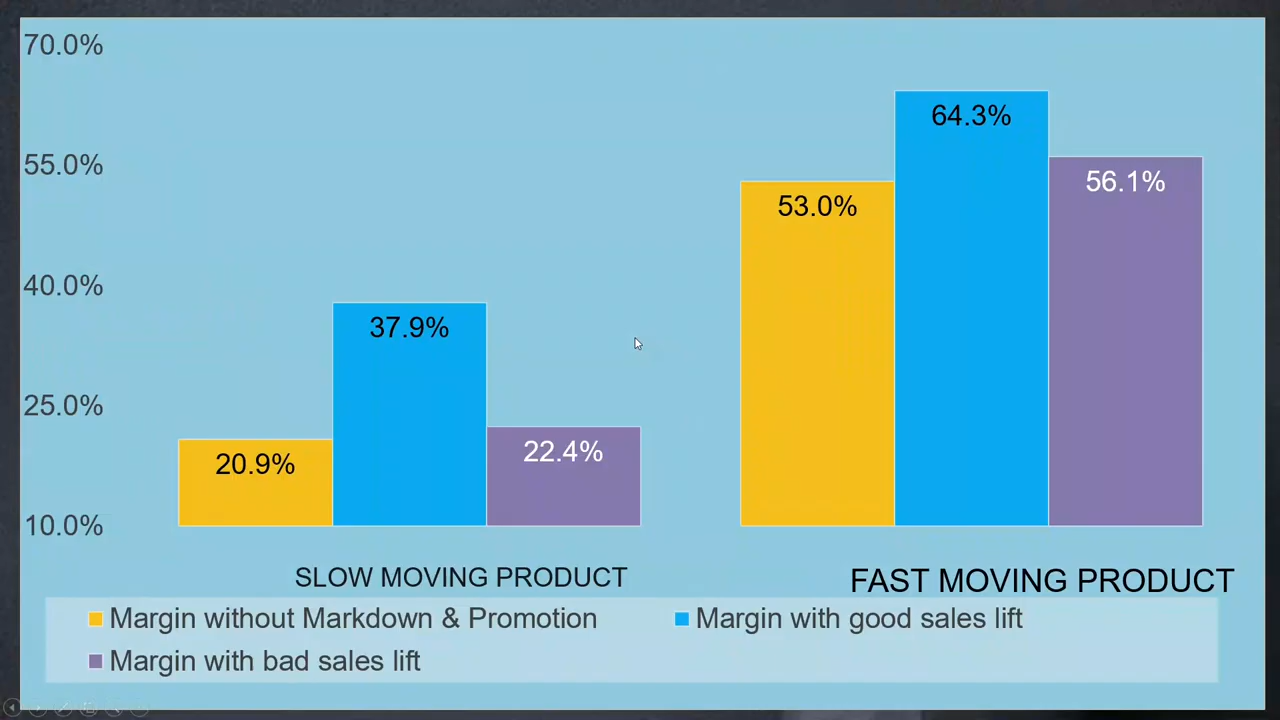 70.0%
64.3%
55.0%
56.1%
53.0%
40.0%
37.9%
25.0%
22.4%
20.9%
10.0%
SLOW MOVING PRODUCT
FAST MOVING PRODUCT
Margin without Markdown & Promotion
Margin with good sales lift
Margin with bad sales lift